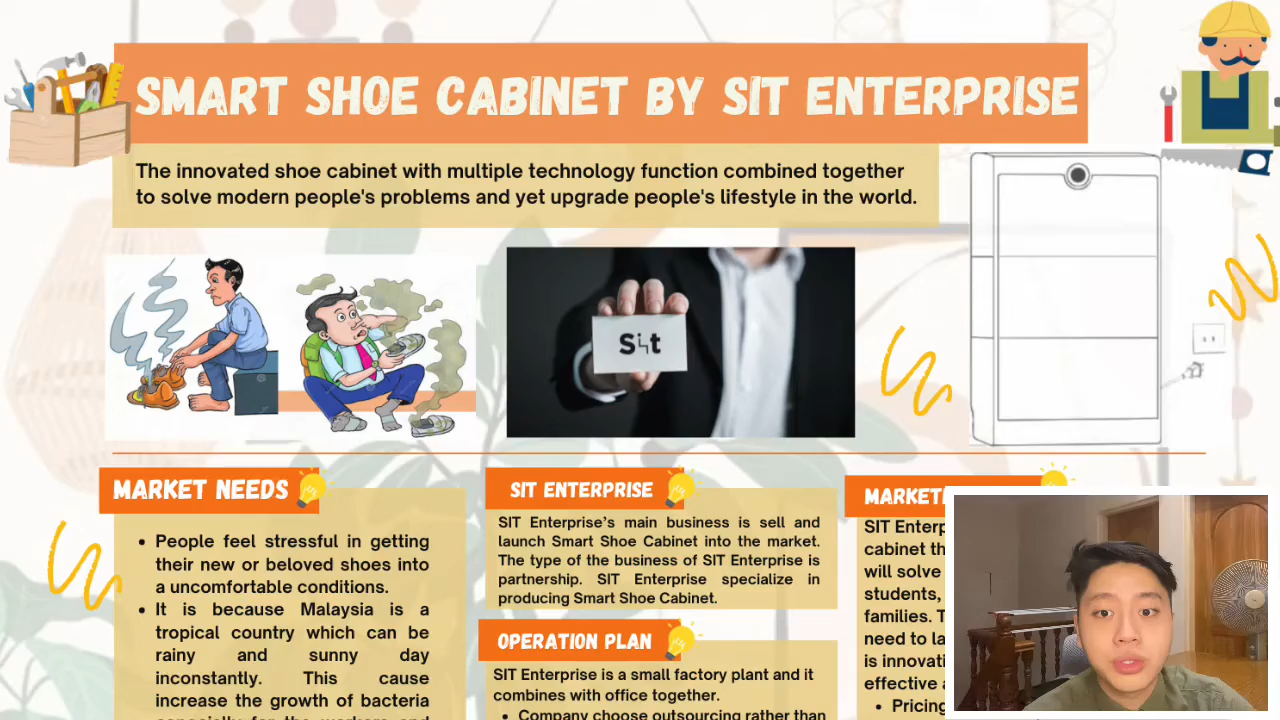 SMART SHOE CABINET BY SIT ENTERPRISE
The innovated shoe cabinet with multiple technology function combined together
to solve modern people's problems and yet upgrade people's lifestyle in the world.
Sit
MARKET NEEDS
People feel stressful in getting
their new or beloved shoes into
a uncomfortable conditions.
It is because Malaysia is a
tropical country which can be
rainy and sunny day
inconstantly. This cause
increase the growth of bacteria
SIT ENTERPRISE
SIT Enterprise's main business is sell and
launch Smart Shoe Cabinet into the market.
The type of the business of SIT Enterprise is
partnership. SIT Enterprise specialize in
producing Smart Shoe Cabinet.
OPERATION PLAN
SIT Enterprise is a small factory plant and it
combines with office together.
Company choose outsourcing rather than
SIT
cabinet
will solve
students,
families.
need to
is
effective
Pricing